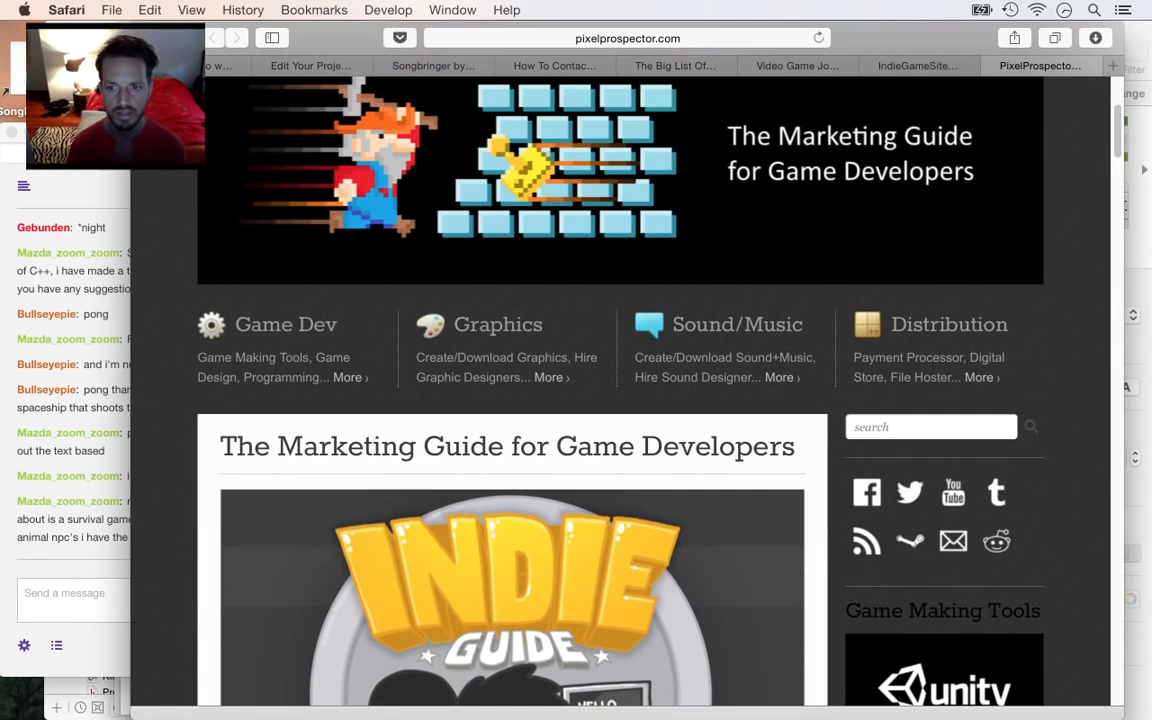 Safari File Edit View History Bookmarks Develop Window Help
pixelprospector.com
o w... Edit Your Proje... Songbringer by... How To Contac... The Big List Of... Video Game Jo... IndieGameSite... PixelProspecto...
Filter
The Marketing Guide
for Game Developers
Gebunden: *night
Mazda_zoom_zoom:
of C++, i have made a t
you have any suggestio
Bullseyepie: pong
Mazda_zoom_zoom:
Bullseyepie: and i'm n
Bullseyepie: pong than
spaceship that shoots t
Mazda_zoom_zoom: p
out the text based
Mazda_zoom_zoom: i
Mazda_zoom_zoom:
about is a survival game
animal npc's i have the
Send a message
Game Dev
Game Making Tools, Game
Design, Programming... More ›
Graphics
Create/Download Graphics, Hire
Graphic Designers... More ›
Sound/Music
Create/Download Sound+Music,
Hire Sound Designer... More ›
Distribution
Payment Processor, Digital
Store, File Hoster... More ›
The Marketing Guide for Game Developers
INDIE
GUIDE
HELLO
search
You
Tube
Game Making Tools
unity